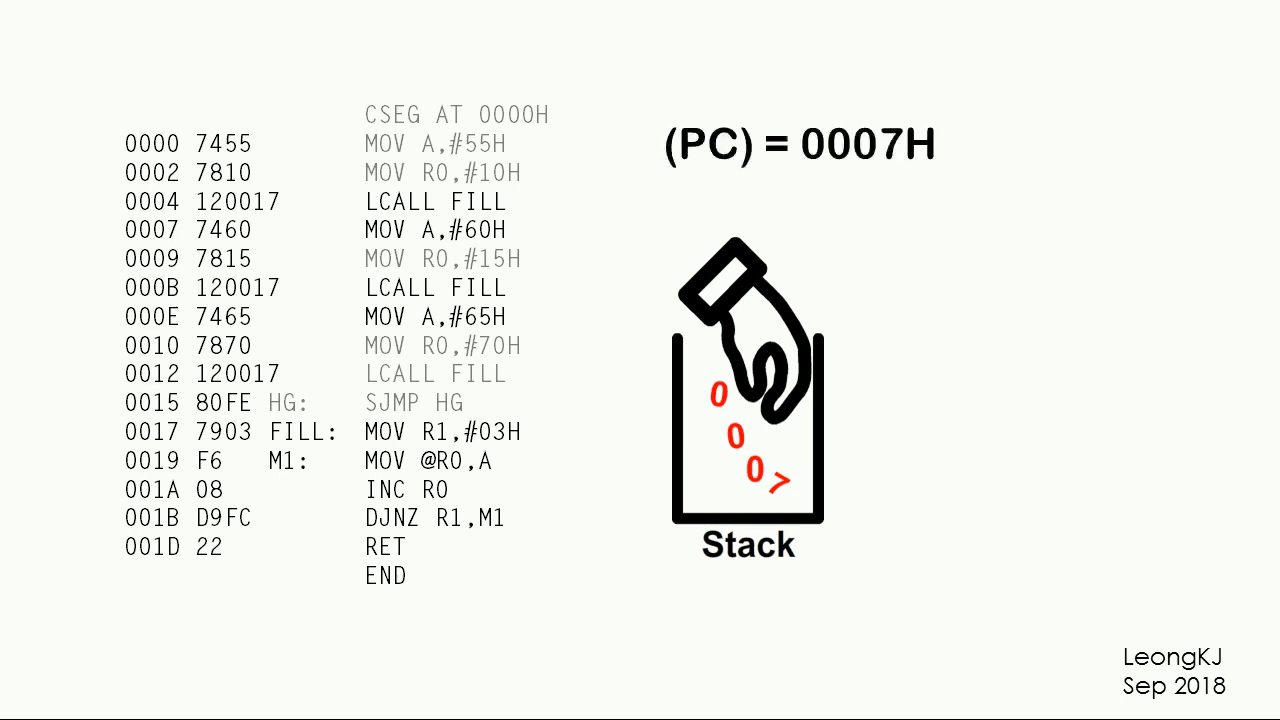 CSEG AT 0000H
0000 7455 MOV A,#55H
0002 7810 MOV R0,#10H
0004 120017 LCALL FILL
0007 7460 MOV A,#60H
0009 7815 MOV R0,#15H
000B 120017 LCALL FILL
000E 7465 MOV A,#65H
0010 7870 MOV R0,#70H
0012 120017 LCALL FILL
0015 80FE HG: SJMP HG
0017 7903 FILL: MOV R1,#03H
0019 F6 M1: MOV @R0,A
001A 08 INC R0
001B D9FC DJNZ R1,M1
001D 22 RET
END
(PC) = 0007H
0
0
0
7
Stack
LeongKJ
Sep 2018